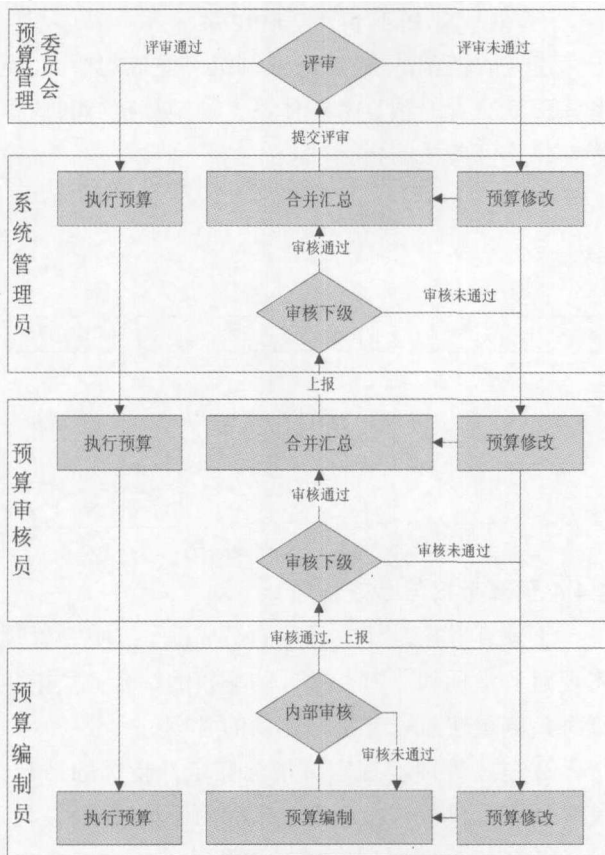 预算管理
委员会
评审通过
评审
评审未通过
提交评审
系统管理员
执行预算
合并汇总
预算修改
审核通过
审核下级
审核未通过
上报
预算审核员
执行预算
合并汇总
预算修改
审核通过
审核下级
审核未通过
审核通过,上报
预算编制员
内部审核
审核未通过
执行预算
预算编制
预算修改